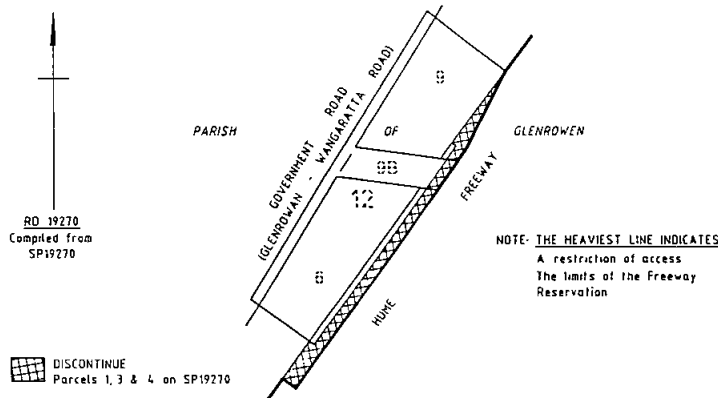 GOVERNMENT ROAD
(GLENROWAN - WANGARATTA ROAD)
9
PARISH OF GLENROWEN
9B
12
6
HUME FREEWAY
RD 19270
Compiled from
SP19270
NOTE- THE HEAVIEST LINE INDICATES
A restriction of access
The limits of the Freeway
Reservation
DISCONTINUE
Parcels 1, 3 & 4 on SP19270